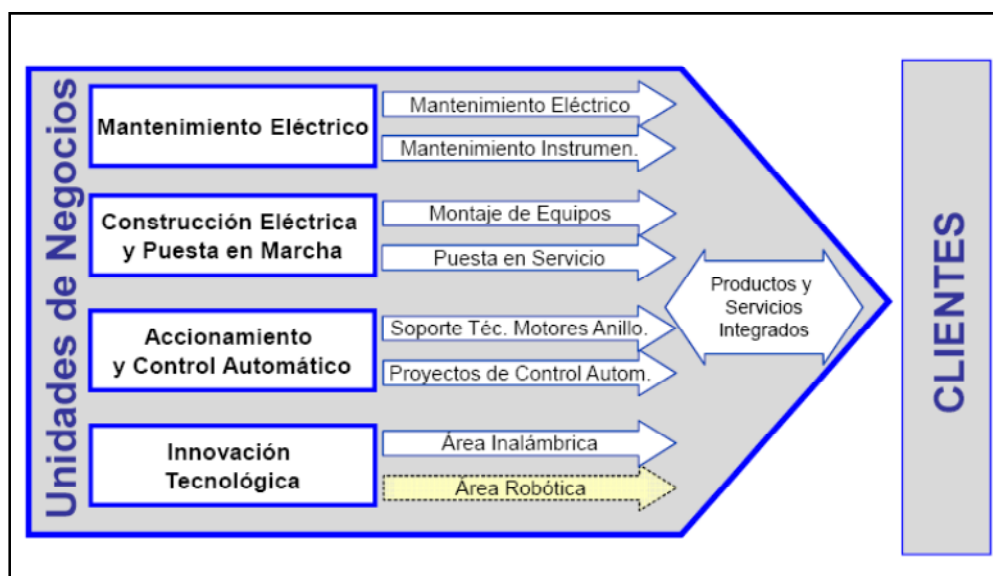 Unidades de Negocios
Mantenimiento Eléctrico
Mantenimiento Eléctrico
Mantenimiento Instrumen.
Construcción Eléctrica
y Puesta en Marcha
Montaje de Equipos
Puesta en Servicio
Accionamiento
y Control Automático
Soporte Téc. Motores Anillo.
Proyectos de Control Autom.
Innovación
Tecnológica
Área Inalámbrica
Área Robótica
Productos y
Servicios
Integrados
CLIENTES